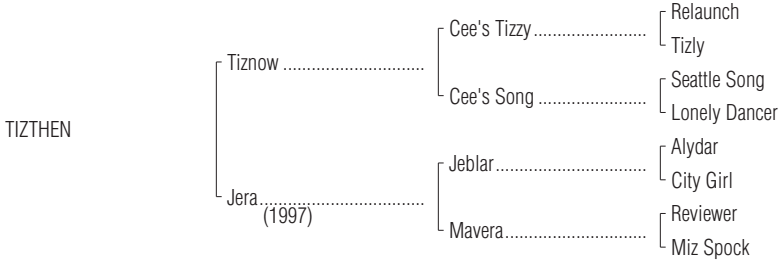 Relaunch
Cee's Tizzy
Tizly
Tiznow
Seattle Song
Cee's Song
Lonely Dancer
TIZTHEN
Alydar
Jeblar
City Girl
Jera
(1997)
Reviewer
Mavera
Miz Spock